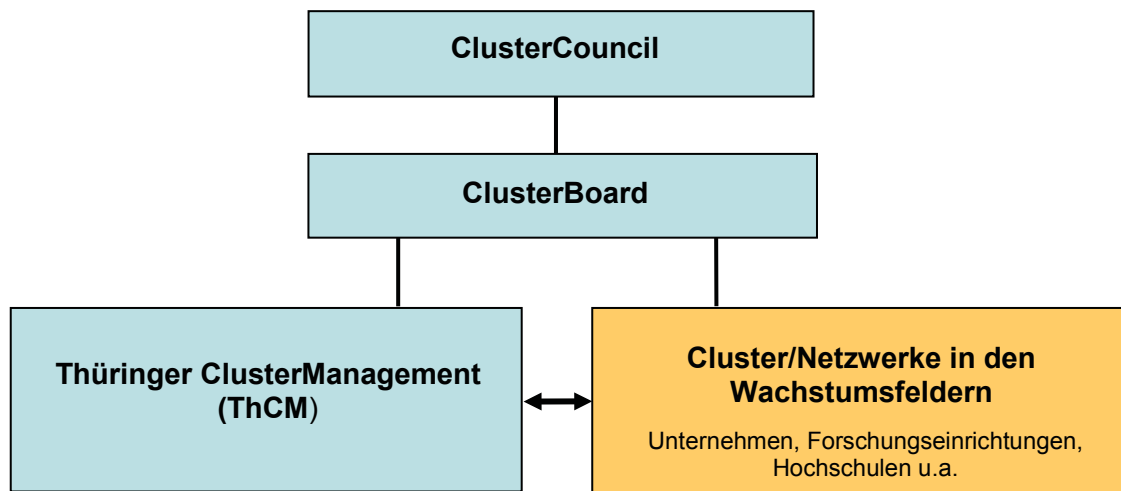 ClusterCouncil
ClusterBoard
Thüringer ClusterManagement
(ThCM)
Cluster/Netzwerke in den
Wachstumsfeldern
Unternehmen, Forschungseinrichtungen,
Hochschulen u.a.